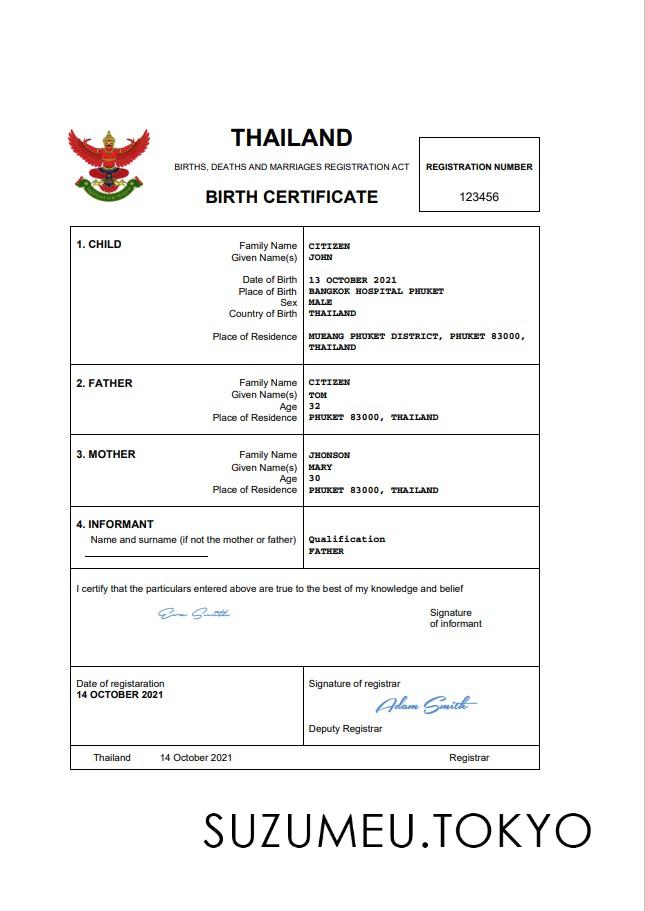 THAILAND
BIRTHS, DEATHS AND MARRIAGES REGISTRATION ACT
BIRTH CERTIFICATE
REGISTRATION NUMBER
123456
1. CHILD
Family Name CITIZEN
Given Name(s) JOHN
Date of Birth 13 OCTOBER 2021
Place of Birth BANGKOK HOSPITAL PHUKET
Sex MALE
Country of Birth THAILAND
Place of Residence MUEANG PHUKET DISTRICT, PHUKET 83000,
THAILAND
2. FATHER
Family Name CITIZEN
Given Name(s) TOM
Age 32
Place of Residence PHUKET 83000, THAILAND
3. MOTHER
Family Name JHONSON
Given Name(s) MARY
Age 30
Place of Residence PHUKET 83000, THAILAND
4. INFORMANT
Name and surname (if not the mother or father) Qualification
FATHER
I certify that the particulars entered above are true to the best of my knowledge and belief
Eva Smith
Signature
of informant
Date of registaration
14 OCTOBER 2021
Signature of registrar
Adam Smith
Deputy Registrar
Thailand 14 October 2021 Registrar
SUZUMEU.TOKYO